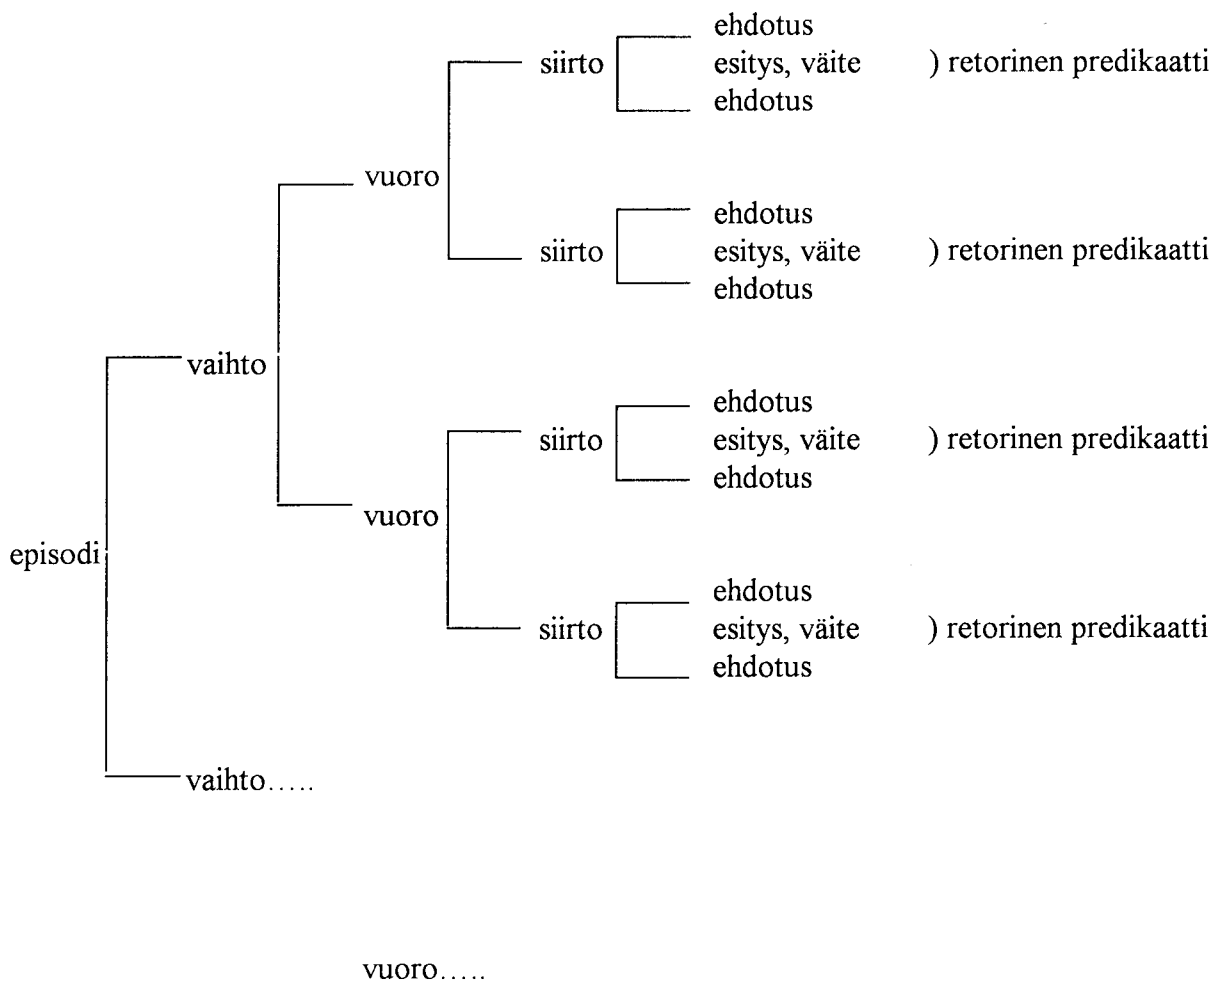 ehdotus
siirto esitys, väite ) retorinen predikaatti
ehdotus
vuoro
ehdotus
siirto esitys, väite ) retorinen predikaatti
ehdotus
vaihto
ehdotus
siirto esitys, väite ) retorinen predikaatti
ehdotus
vuoro
episodi
ehdotus
siirto esitys, väite ) retorinen predikaatti
ehdotus
vaihto.....
vuoro.....